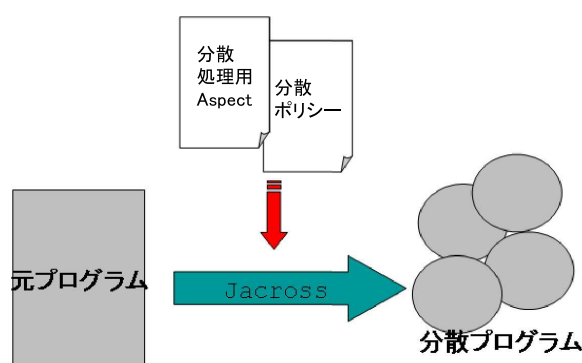 分散
処理用
Aspect
分散
ポリシー
元プログラム
Jacross
分散プログラム